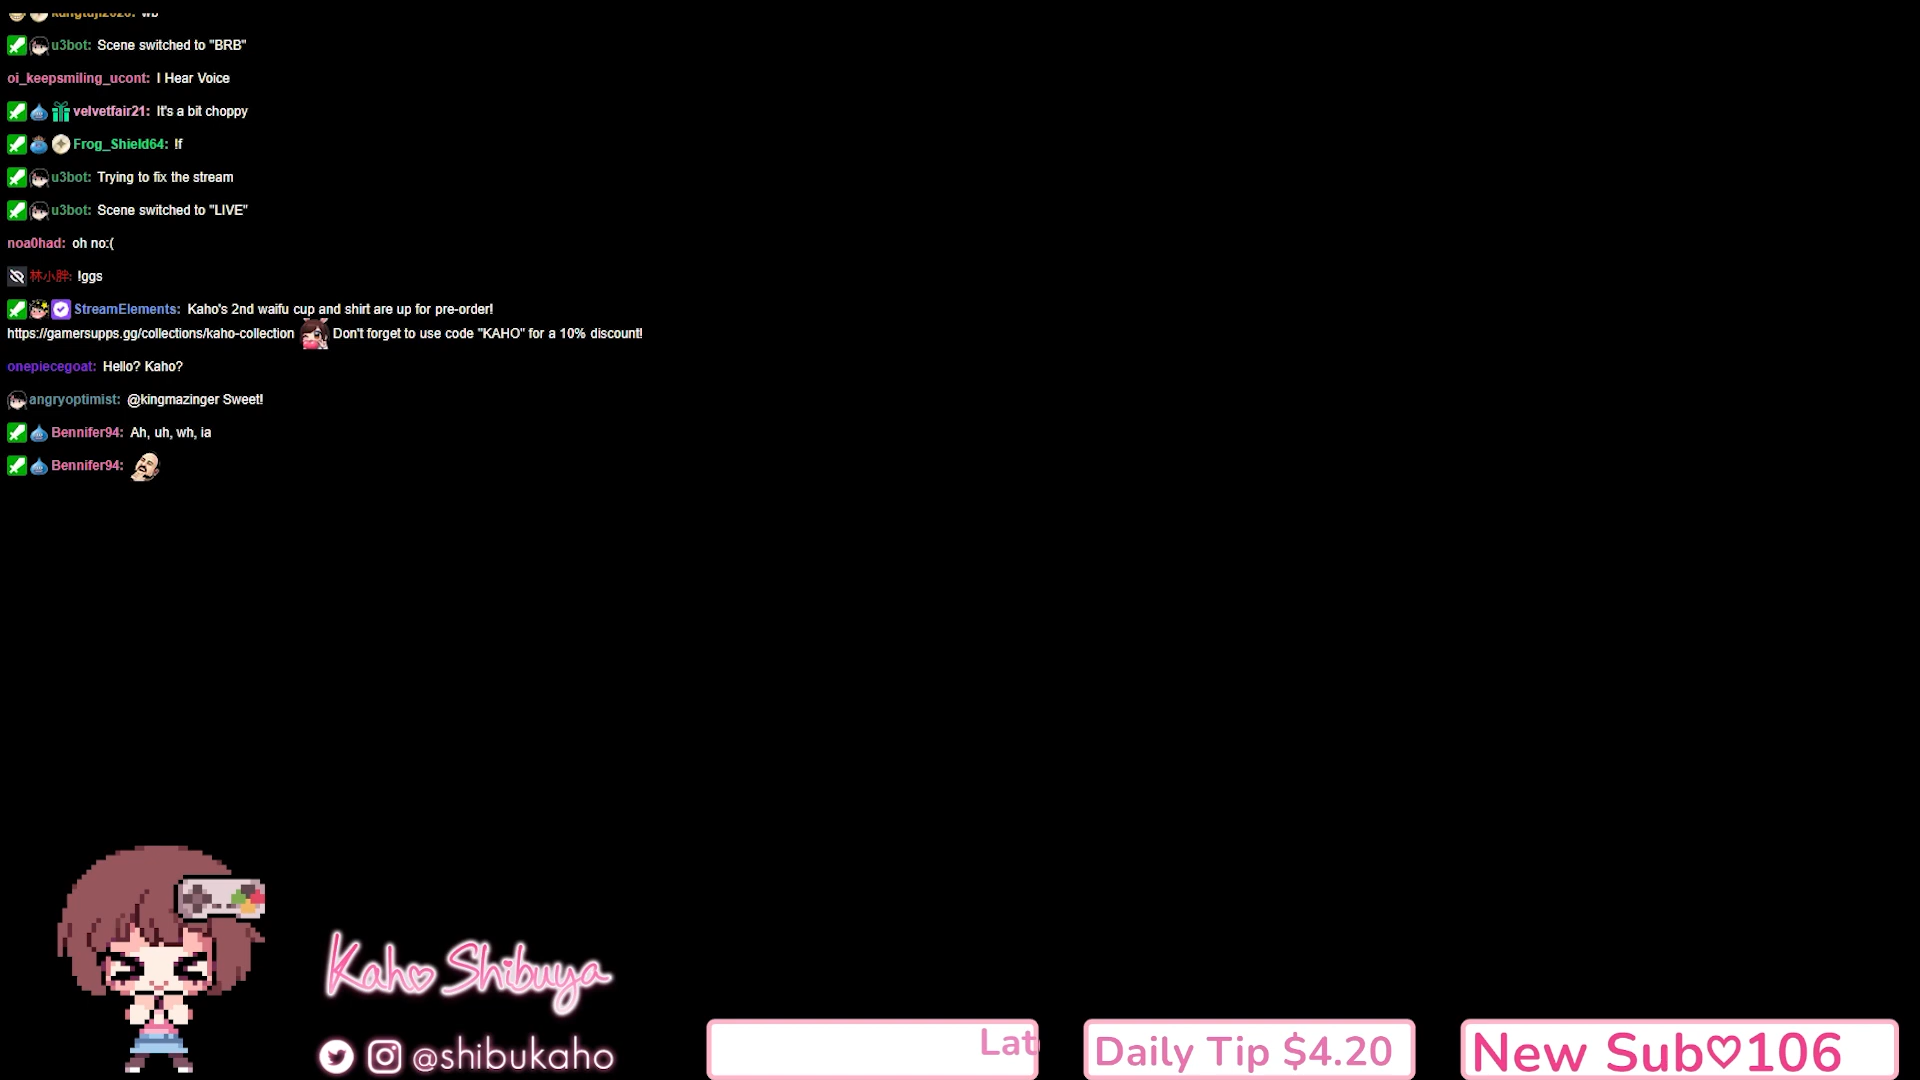 kungfuji2020: wb
u3bot: Scene switched to "BRB"
oi_keepsmiling_ucont: I Hear Voice
velvetfair21: It's a bit choppy
Frog_Shield64: !f
u3bot: Trying to fix the stream
u3bot: Scene switched to "LIVE"
noa0had: oh no:(
林小胖: !ggs
StreamElements: Kaho's 2nd waifu cup and shirt are up for pre-order!
https://gamersupps.gg/collections/kaho-collection Don't forget to use code "KAHO" for a 10% discount!
onepiecegoat: Hello? Kaho?
angryoptimist: @kingmazinger Sweet!
Bennifer94: Ah, uh, wh, ia
Bennifer94:
Kaho Shibuya
@shibukaho
Lat
Daily Tip $4.20
New Sub♡106